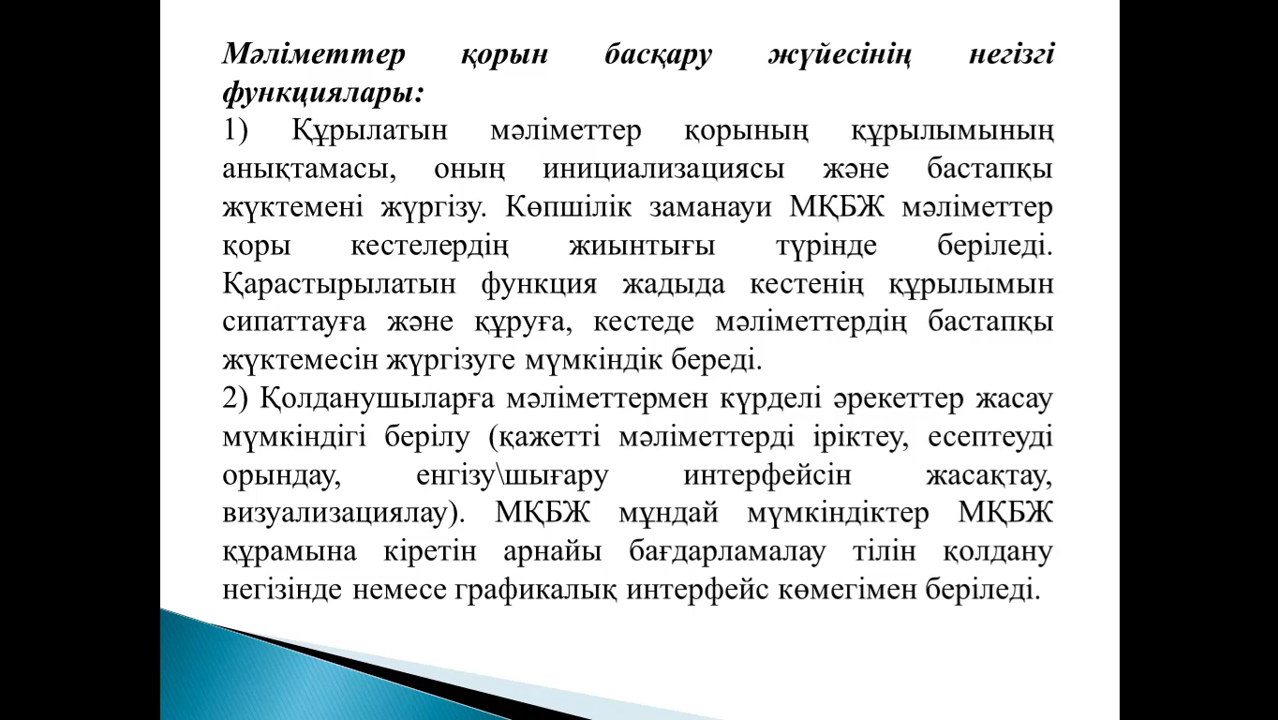 Мәліметтер қорын басқару жүйесінің негізгі
функциялары:
1) Құрылатын мәліметтер қорының құрылымының
анықтамасы, оның инициализациясы және бастапқы
жүктемені жүргізу. Көпшілік заманауи МҚБЖ мәліметтер
қоры кестелердің жиынтығы түрінде беріледі.
Қарастырылатын функция жадыда кестенің құрылымын
сипаттауға және құруға, кестеде мәліметтердің бастапқы
жүктемесін жүргізуге мүмкіндік береді.
2) Қолданушыларға мәліметтермен күрделі әрекеттер жасау
мүмкіндігі берілу (қажетті мәліметтерді іріктеу, есептеуді
орындау, енгізу\шығару интерфейсін жасақтау,
визуализациялау). МҚБЖ мұндай мүмкіндіктер МҚБЖ
құрамына кіретін арнайы бағдарламалау тілін қолдану
негізінде немесе графикалық интерфейс көмегімен беріледі.